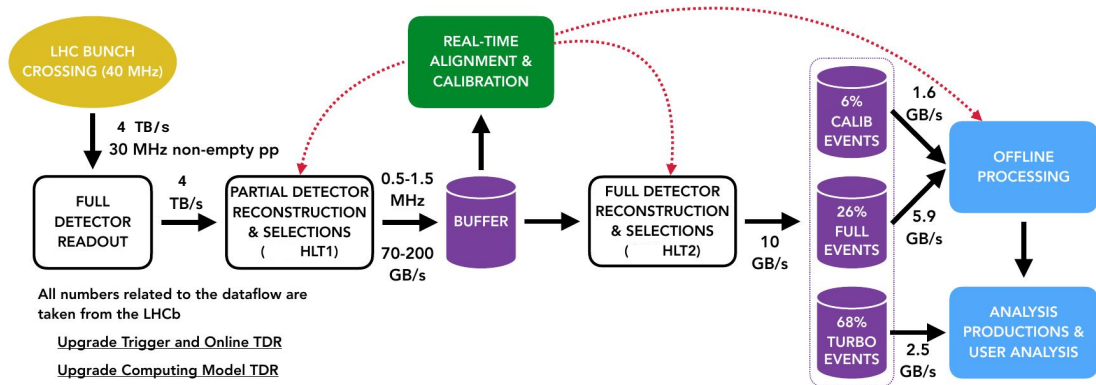 LHC BUNCH
CROSSING (40 MHz)
4 TB/s
30 MHz non-empty pp
FULL
DETECTOR
READOUT
4
TB/s
PARTIAL DETECTOR
RECONSTRUCTION
& SELECTIONS
( HLT1)
0.5-1.5
MHz
70-200
GB/s
REAL-TIME
ALIGNMENT &
CALIBRATION
BUFFER
FULL DETECTOR
RECONSTRUCTION
& SELECTIONS
( HLT2)
10
GB/s
6%
CALIB
EVENTS
1.6
GB/s
26%
FULL
EVENTS
5.9
GB/s
68%
TURBO
EVENTS
2.5
GB/s
OFFLINE
PROCESSING
ANALYSIS
PRODUCTIONS &
USER ANALYSIS
All numbers related to the dataflow are
taken from the LHCb
Upgrade Trigger and Online TDR
Upgrade Computing Model TDR